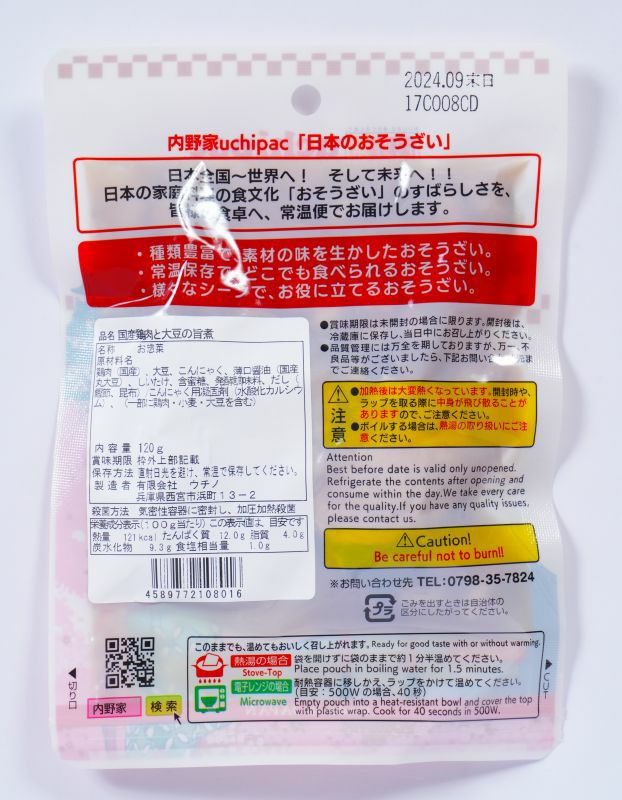 2024.09末日
17C008CD
内野家uchipac「日本のおそうざい」
日本全国～世界へ！ そして未来へ！！
日本の家庭 の食文化「おそうざい」のすばらしさを、
食卓へ、常温便でお届けします。
・種類豊富で、素材の味を生かしたおそうざい。
・常温保存で、どこでも食べられるおそうざい。
・様々なシーンで、お役に立てるおそうざい。
品名 国産鶏肉と大豆の旨煮
名称 お惣菜
原材料名
鶏肉（国産）、大豆、こんにゃく、薄口醤油（国産
丸大豆）、しいたけ、含蜜糖、発酵調味料、だし（
鰹節、昆布）/こんにゃく用凝固剤（水酸化カルシウ
ム）、（一部に鶏肉・小麦・大豆を含む）
内容量 120g
賞味期限 枠外上部記載
保存方法 直射日光を避け、常温で保存してください。
製造者 有限会社 ウチノ
兵庫県西宮市浜町13-2
殺菌方法 気密性容器に密封し、加圧加熱殺菌
栄養成分表示(100g当たり)この表示値は、目安です
熱量 121kcal たんぱく質 12.0g 脂質 4.0g
炭水化物 9.3g 食塩相当量 1.0g
4589772108016
●賞味期限は未開封の場合に限ります。開封後は、
冷蔵庫に保存し、当日中にお召し上がりください。
●品質管理には万全を期しておりますが、万一、不
良品等がございましたら、下記お問い合わせ先まで
ご連絡ください。
注意
●加熱後は大変熱くなっています。開封時や、
ラップを取る際に中身が飛び散ることが
ありますので、ご注意ください。
●ボイルする場合は、熱湯の取り扱いにご注
意ください。
Attention
Best before date is valid only unopened.
Refrigerate the contents after opening and
consume within the day.We take every care
for the quality.If you have any quality issues,
please contact us.
Caution!
Be careful not to burn!!
※お問い合わせ先 TEL:0798-35-7824
プラ
ごみを出すときは自治体の
区分にしたがってください。
このままでも、温めてもおいしく召し上がれます。Ready for good taste with or without warming.
熱湯の場合 袋を開けずに袋のままで約1分半温めてください。
Stove-Top Place pouch in boiling water for 1.5 minutes.
電子レンジの場合 耐熱容器に移しかえ、ラップをかけて温めてください。
（目安：500Wの場合、40秒）
Microwave Empty pouch into a heat-resistant bowl and cover the top
with plastic wrap. Cook for 40 seconds in 500W.
切り口
内野家 検索
CUT